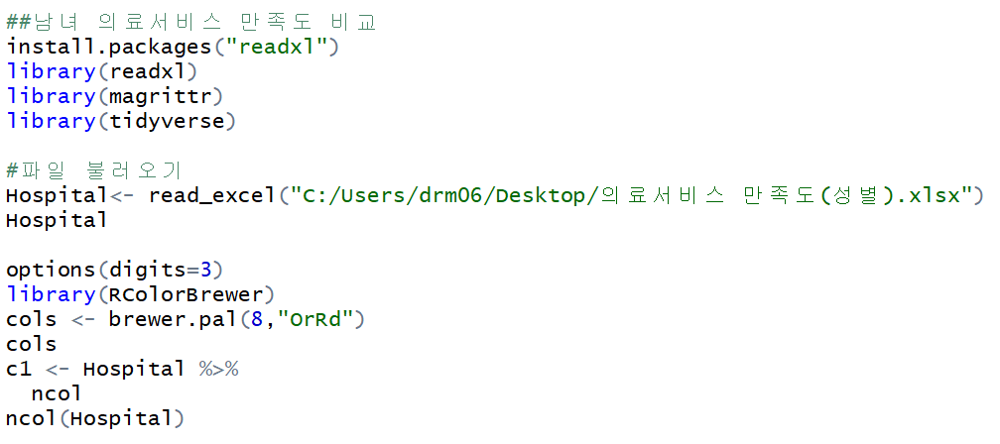 ##남녀 의료서비스 만족도 비교
install.packages("readxl")
library(readxl)
library(magrittr)
library(tidyverse)
#파일 불러오기
Hospital<- read_excel("C:/Users/drm06/Desktop/의료서비스 만족도(성별).xlsx")
Hospital
options(digits=3)
library(RColorBrewer)
cols <- brewer.pal(8,"OrRd")
cols
c1 <- Hospital %>%
  ncol
ncol(Hospital)